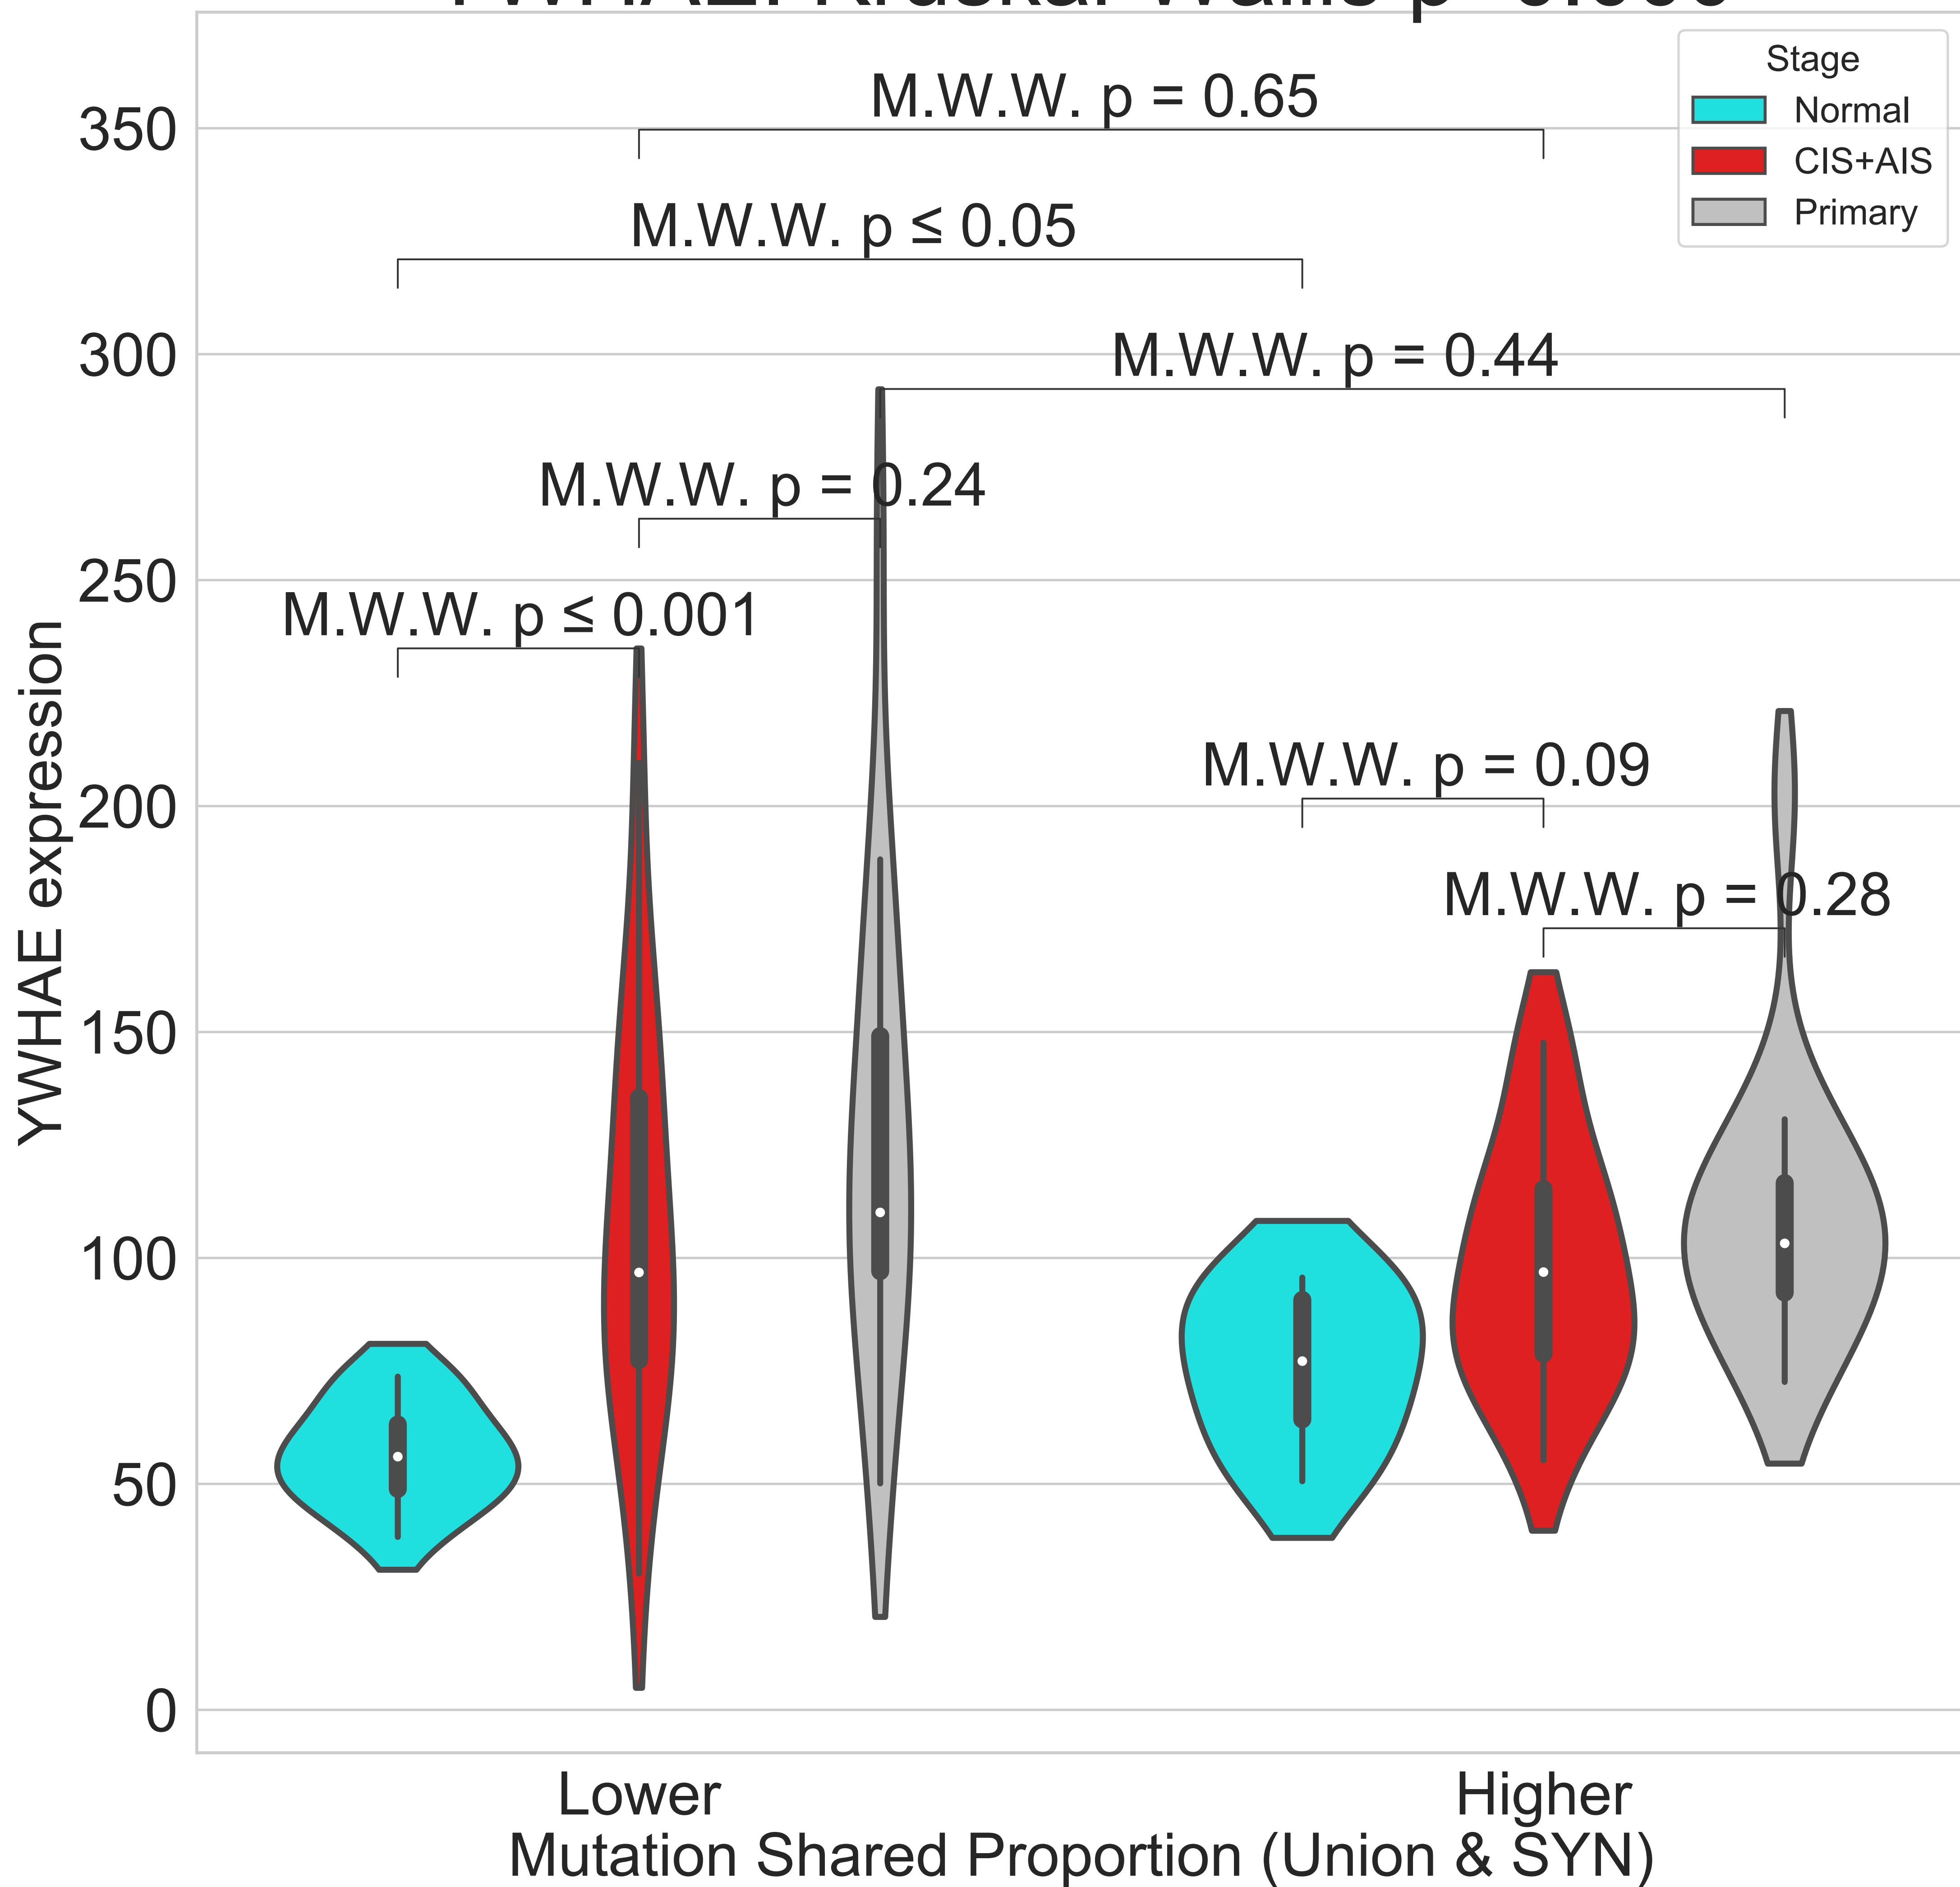 Stage
Normal
CIS+AIS
Primary
M.W.W. p = 0.65
M.W.W. p ≤ 0.05
M.W.W. p = 0.44
M.W.W. p = 0.24
M.W.W. p ≤ 0.001
M.W.W. p = 0.09
M.W.W. p = 0.28
350
300
250
200
150
100
50
0
YWHAE expression
Lower
Higher
Mutation Shared Proportion (Union & SYN)